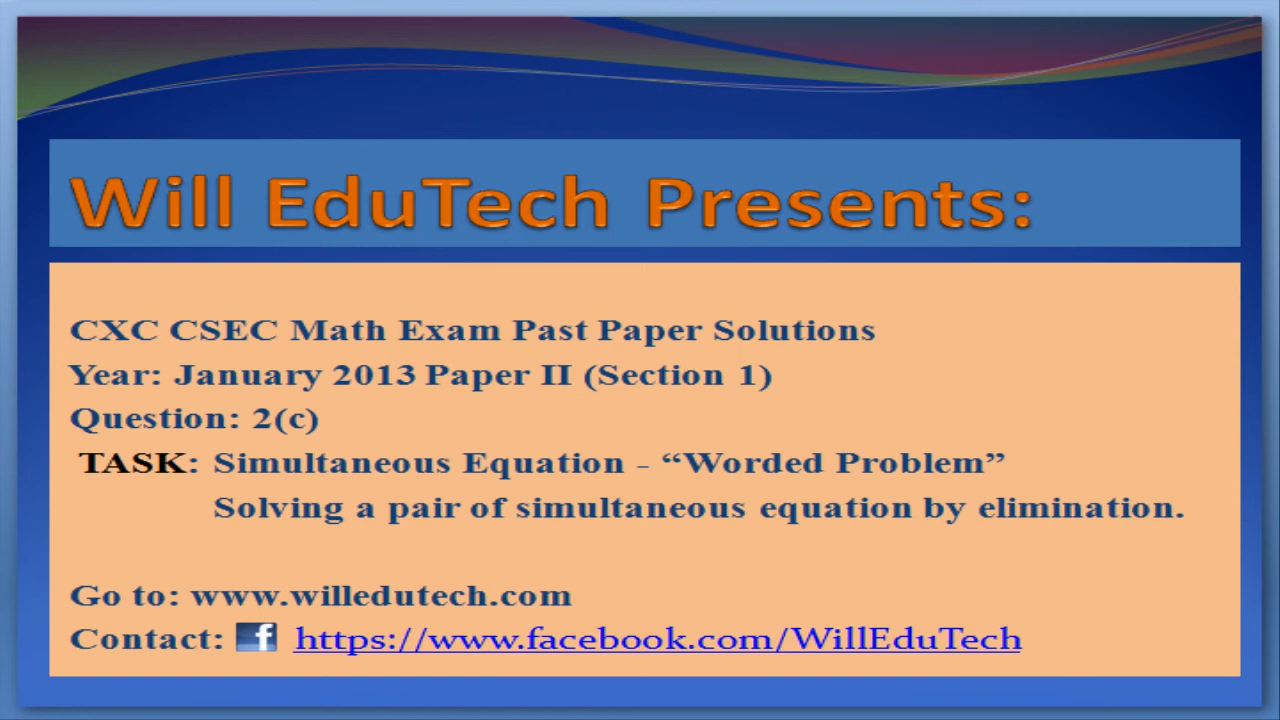 Will EduTech Presents:
CXC CSEC Math Exam Past Paper Solutions
Year: January 2013 Paper II (Section 1)
Question: 2(c)
TASK: Simultaneous Equation - “Worded Problem”
Solving a pair of simultaneous equation by elimination.
Go to: www.willedutech.com
Contact: f https://www.facebook.com/WillEduTech